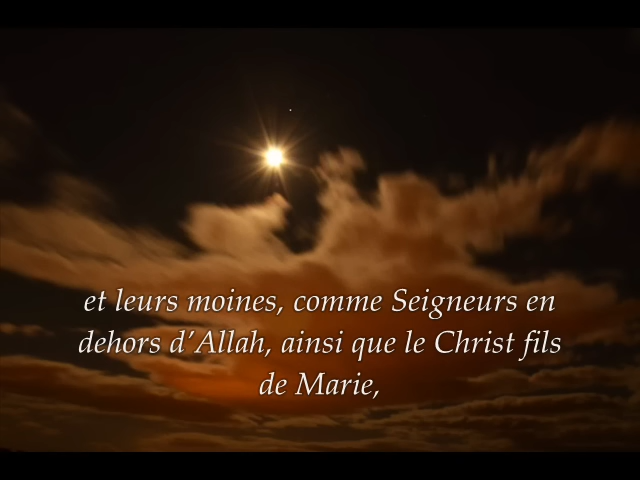 et leurs moines, comme Seigneurs en
dehors d’Allah, ainsi que le Christ fils
de Marie,